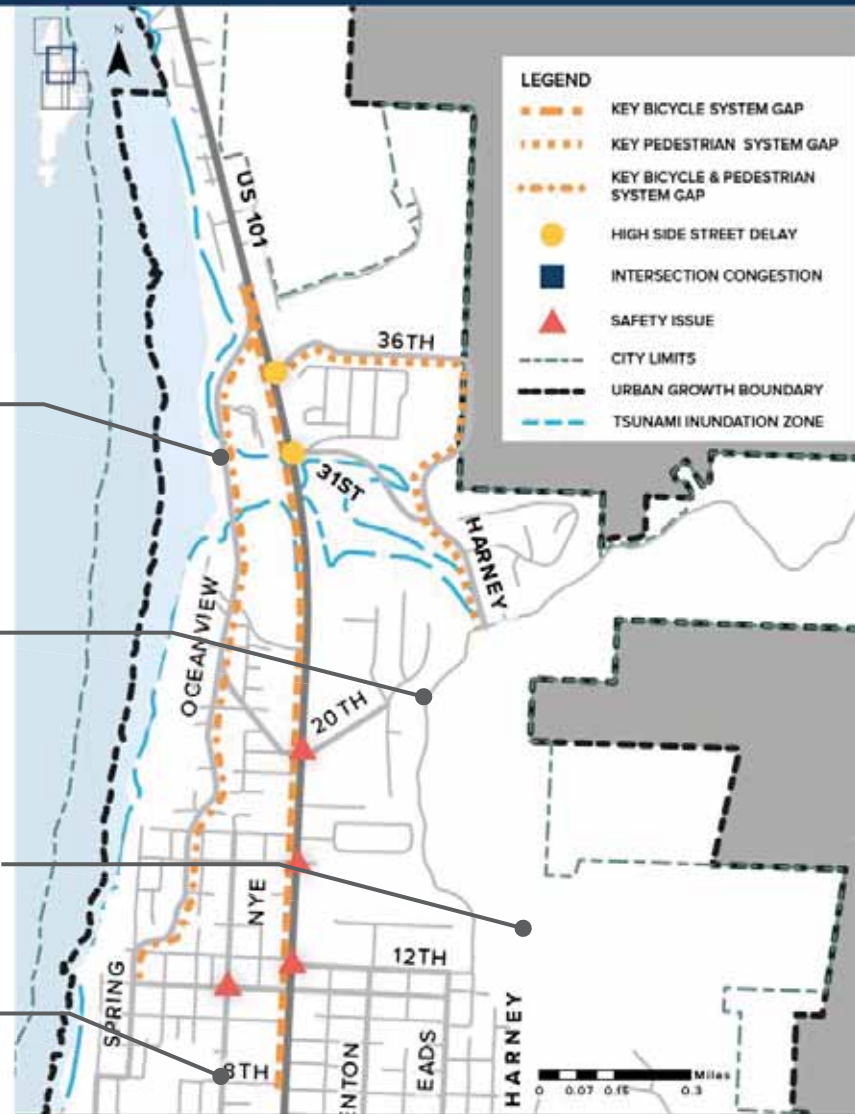 N
LEGEND
KEY BICYCLE SYSTEM GAP
KEY PEDESTRIAN SYSTEM GAP
KEY BICYCLE & PEDESTRIAN
SYSTEM GAP
HIGH SIDE STREET DELAY
INTERSECTION CONGESTION
SAFETY ISSUE
CITY LIMITS
URBAN GROWTH BOUNDARY
TSUNAMI INUNDATION ZONE
US 101
36TH
31ST
HARNEY
OCEANVIEW
20TH
NYE
12TH
SPRING
8TH
ENTON
EADS
HARNEY
Miles
0 0.07 0.15 0.3